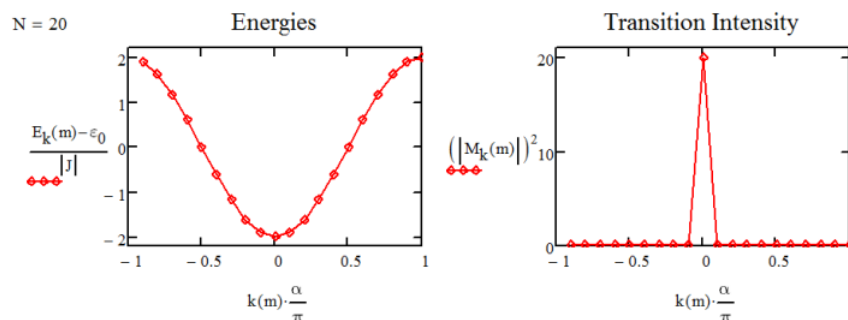 N = 20
Energies
Transition Intensity
E_k(m)−ε_0
|J|
2
1
0
− 1
− 2
− 1
− 0.5
0
0.5
1
k(m)·α/π
(|M_k(m)|)^2
20
10
0
− 1
− 0.5
0
0.5
k(m)·α/π